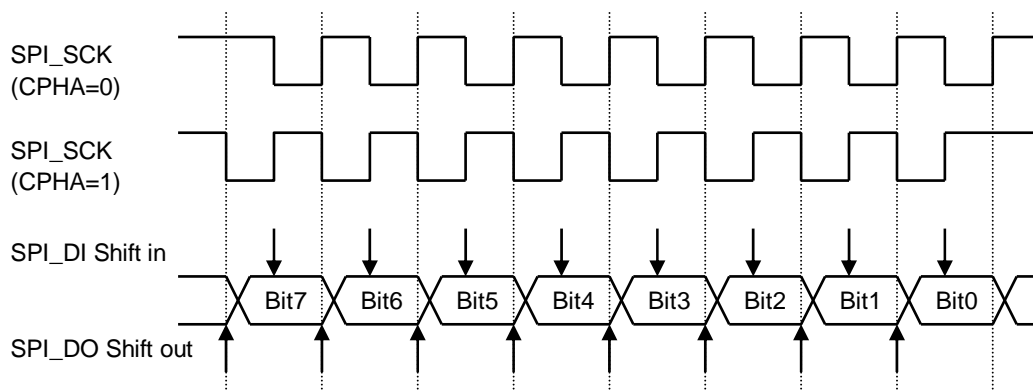 SPI_SCK
(CPHA=0)
SPI_SCK
(CPHA=1)
SPI_DI Shift in
Bit7 Bit6 Bit5 Bit4 Bit3 Bit2 Bit1 Bit0
SPI_DO Shift out